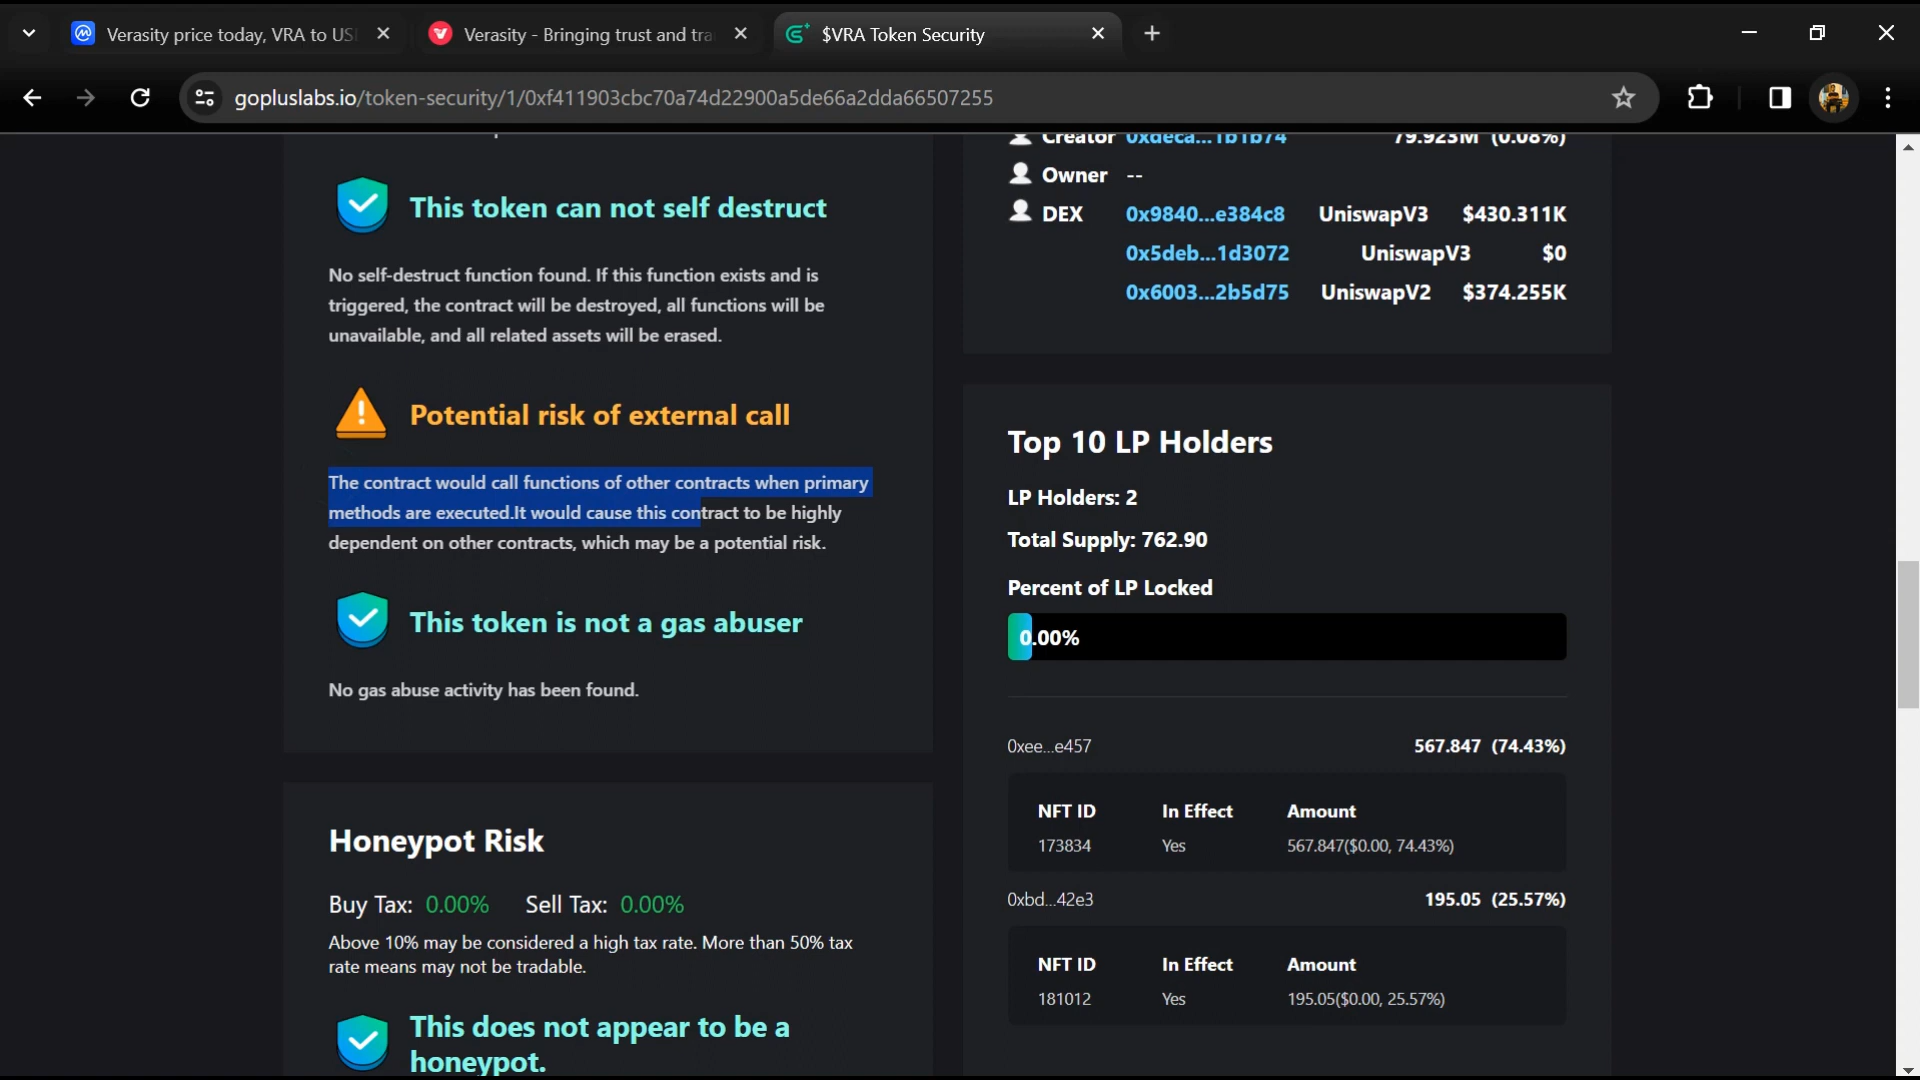 Verasity price today, VRA to US
Verasity - Bringing trust and tra
$VRA Token Security
gopluslabs.io/token-security/1/0xf411903cbc70a74d22900a5de66a2dda66507255
This token can not self destruct
No self-destruct function found. If this function exists and is
triggered, the contract will be destroyed, all functions will be
unavailable, and all related assets will be erased.
Potential risk of external call
The contract would call functions of other contracts when primary
methods are executed.It would cause this contract to be highly
dependent on other contracts, which may be a potential risk.
This token is not a gas abuser
No gas abuse activity has been found.
Honeypot Risk
Buy Tax: 0.00% Sell Tax: 0.00%
Above 10% may be considered a high tax rate. More than 50% tax
rate means may not be tradable.
This does not appear to be a
honeypot.
Creator 0xdeca...1b1b74 79.923M (0.08%)
Owner --
DEX 0x9840...e384c8 UniswapV3 $430.311K
0x5deb...1d3072 UniswapV3 $0
0x6003...2b5d75 UniswapV2 $374.255K
Top 10 LP Holders
LP Holders: 2
Total Supply: 762.90
Percent of LP Locked
0.00%
0xee...e457 567.847 (74.43%)
NFT ID In Effect Amount
173834 Yes 567.847($0.00, 74.43%)
0xbd...42e3 195.05 (25.57%)
NFT ID In Effect Amount
181012 Yes 195.05($0.00, 25.57%)